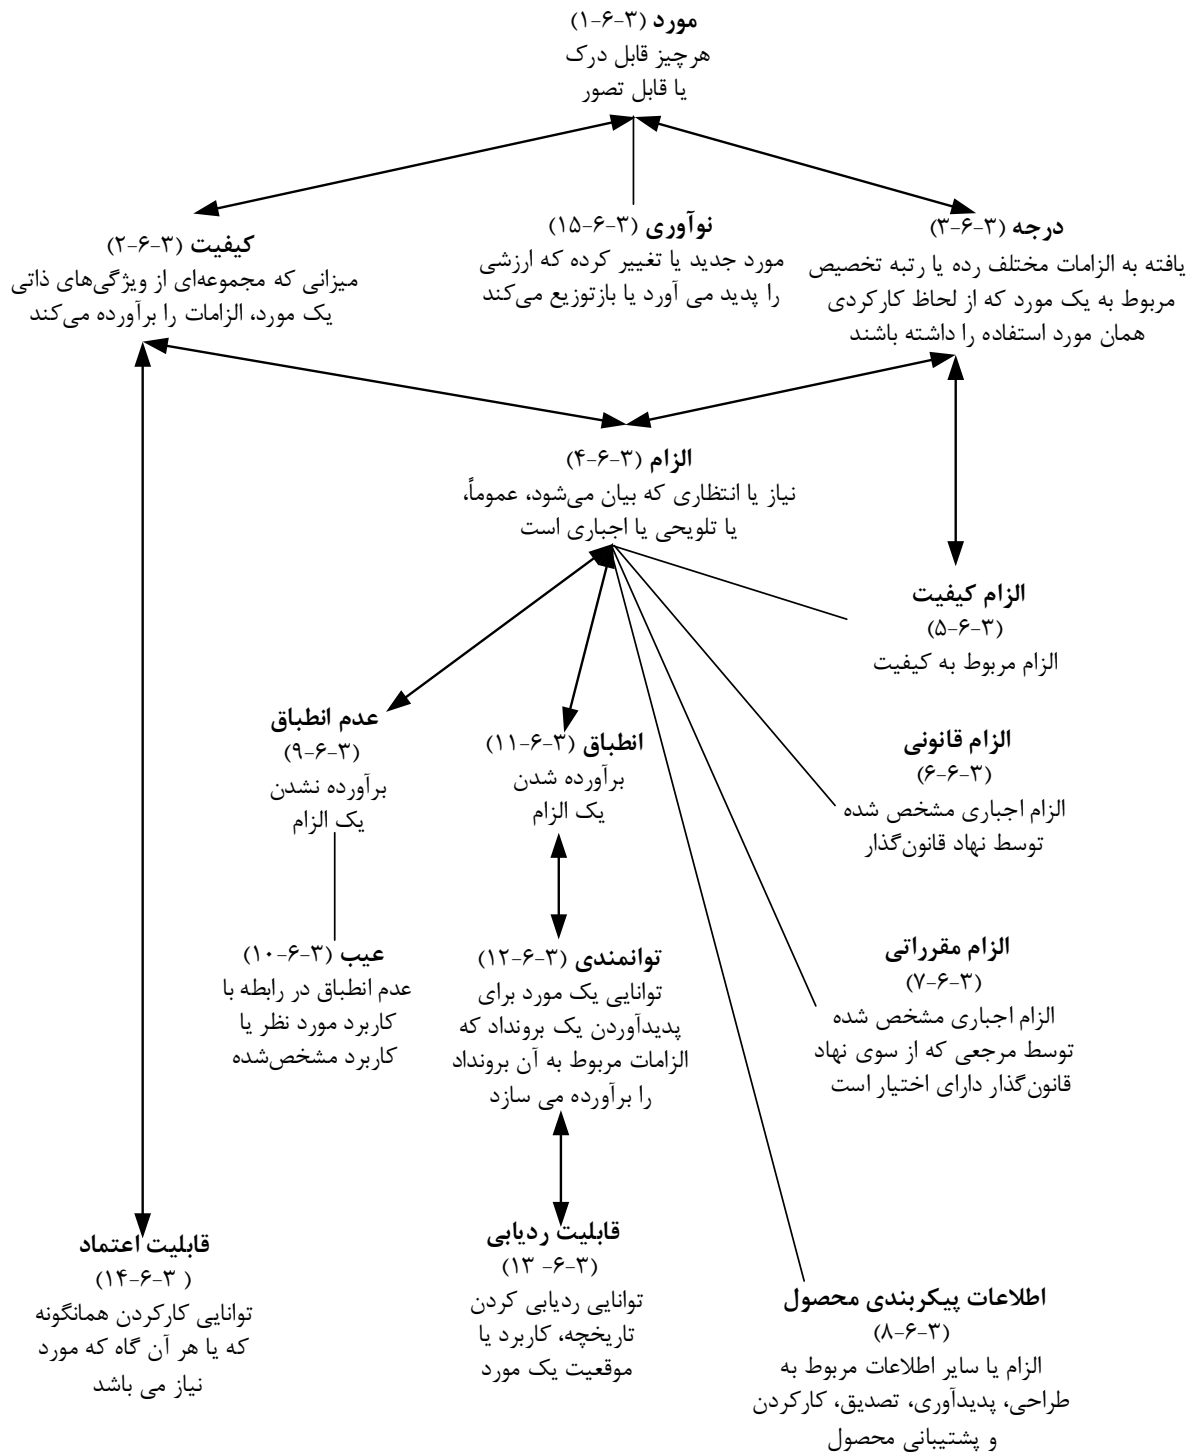 مورد (۳-۶-۱)
هرچیز قابل درک
یا قابل تصور
درجه (۳-۶-۳)
یافته به الزامات مختلف رده یا رتبه تخصیص
مربوط به یک مورد که از لحاظ کارکردی
همان مورد استفاده را داشته باشند
نوآوری (۳-۶-۱۵)
مورد جدید یا تغییر کرده که ارزشی
را پدید می آورد یا بازتوزیع می‌کند
کیفیت (۳-۶-۲)
میزانی که مجموعه‌ای از ویژگی‌های ذاتی
یک مورد، الزامات را برآورده می‌کند
الزام (۳-۶-۴)
نیاز یا انتظاری که بیان می‌شود، عموماً،
یا تلویحی یا اجباری است
الزام کیفیت
(۳-۶-۵)
الزام مربوط به کیفیت
الزام قانونی
(۳-۶-۶)
الزام اجباری مشخص شده
توسط نهاد قانون‌گذار
انطباق (۳-۶-۱۱)
برآورده شدن
یک الزام
عدم انطباق
(۳-۶-۹)
برآورده نشدن
یک الزام
الزام مقرراتی
(۳-۶-۷)
الزام اجباری مشخص شده
توسط مرجعی که از سوی نهاد
قانون‌گذار دارای اختیار است
توانمندی (۳-۶-۱۲)
توانایی یک مورد برای
پدیدآوردن یک برونداد که
الزامات مربوط به آن برونداد
را برآورده می سازد
عیب (۳-۶-۱۰)
عدم انطباق در رابطه با
کاربرد مورد نظر یا
کاربرد مشخص‌شده
اطلاعات پیکربندی محصول
(۳-۶-۸)
الزام یا سایر اطلاعات مربوط به
طراحی، پدیدآوری، تصدیق، کارکردن
و پشتیبانی محصول
قابلیت ردیابی
(۳-۶- ۱۳)
توانایی ردیابی کردن
تاریخچه، کاربرد یا
موقعیت یک مورد
قابلیت اعتماد
( ۳-۶-۱۴)
توانایی کارکردن همانگونه
که یا هر آن گاه که مورد
نیاز می باشد